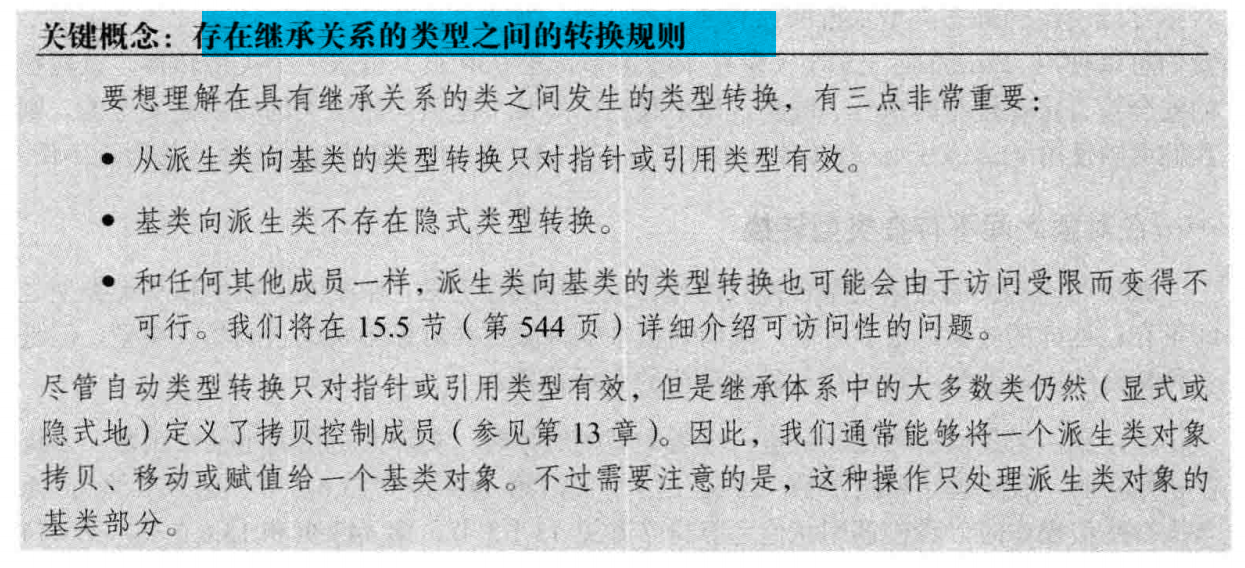 关键概念：存在继承关系的类型之间的转换规则
要想理解在具有继承关系的类之间发生的类型转换，有三点非常重要：
● 从派生类向基类的类型转换只对指针或引用类型有效。
● 基类向派生类不存在隐式类型转换。
● 和任何其他成员一样，派生类向基类的类型转换也可能会由于访问受限而变得不
可行。我们将在 15.5 节（第 544 页）详细介绍可访问性的问题。
尽管自动类型转换只对指针或引用类型有效，但是继承体系中的大多数类仍然（显式或
隐式地）定义了拷贝控制成员（参见第 13 章）。因此，我们通常能够将一个派生类对象
拷贝、移动或赋值给一个基类对象。不过需要注意的是，这种操作只处理派生类对象的
基类部分。